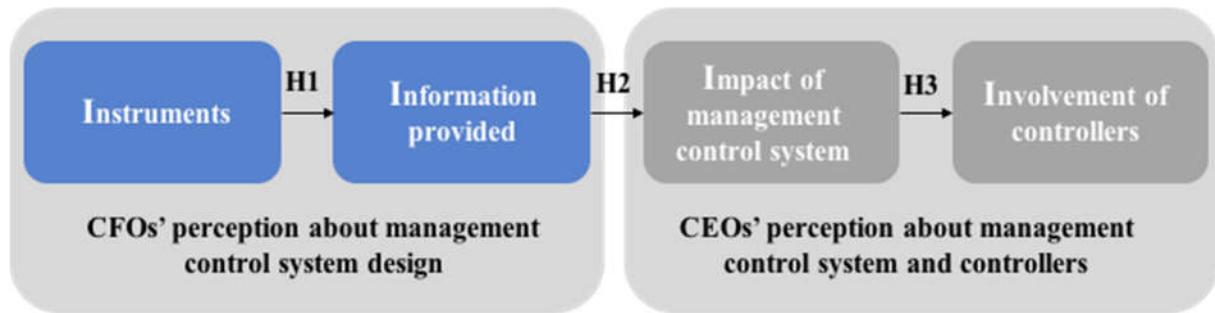 Instruments
H1
Information
provided
H2
Impact of
management
control system
H3
Involvement of
controllers
CFOs’ perception about management
control system design
CEOs’ perception about management
control system and controllers